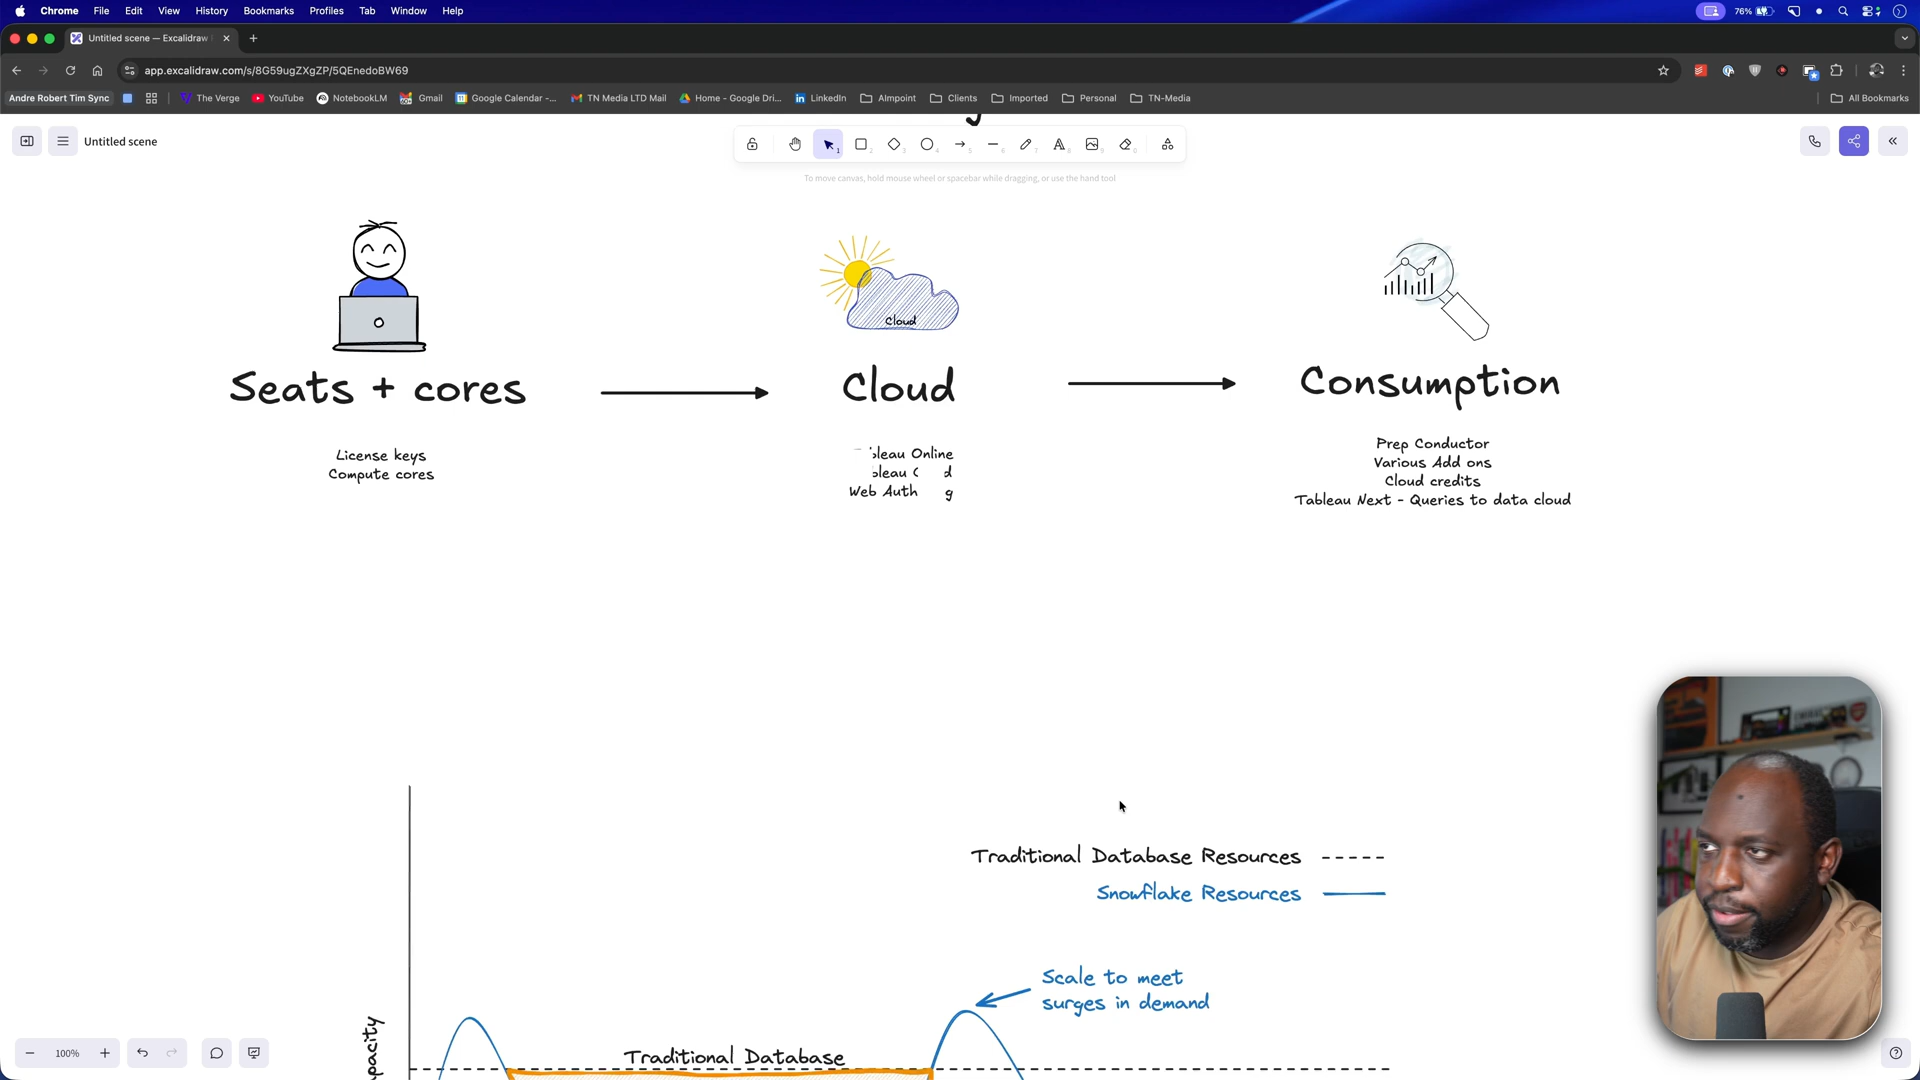 Chrome File Edit View History Bookmarks Profiles Tab Window Help
76%
Untitled scene — Excalidraw
app.excalidraw.com/s/8G59ugZXgZP/5QEnedoBW69
Andre Robert Tim Sync
The Verge
YouTube
NotebookLM
Gmail
Google Calendar -...
TN Media LTD Mail
Home - Google Dri...
LinkedIn
AImpoint
Clients
Imported
Personal
TN-Media
All Bookmarks
Untitled scene
To move canvas, hold mouse wheel or spacebar while dragging, or use the hand tool
Cloud
Seats + cores
Cloud
Consumption
License keys
Compute cores
bleau Online
bleau C d
Web Auth g
Prep Conductor
Various Add ons
Cloud credits
Tableau Next - Queries to data cloud
Traditional Database Resources
Snowflake Resources
Scale to meet
surges in demand
pacity
Traditional Database
100%